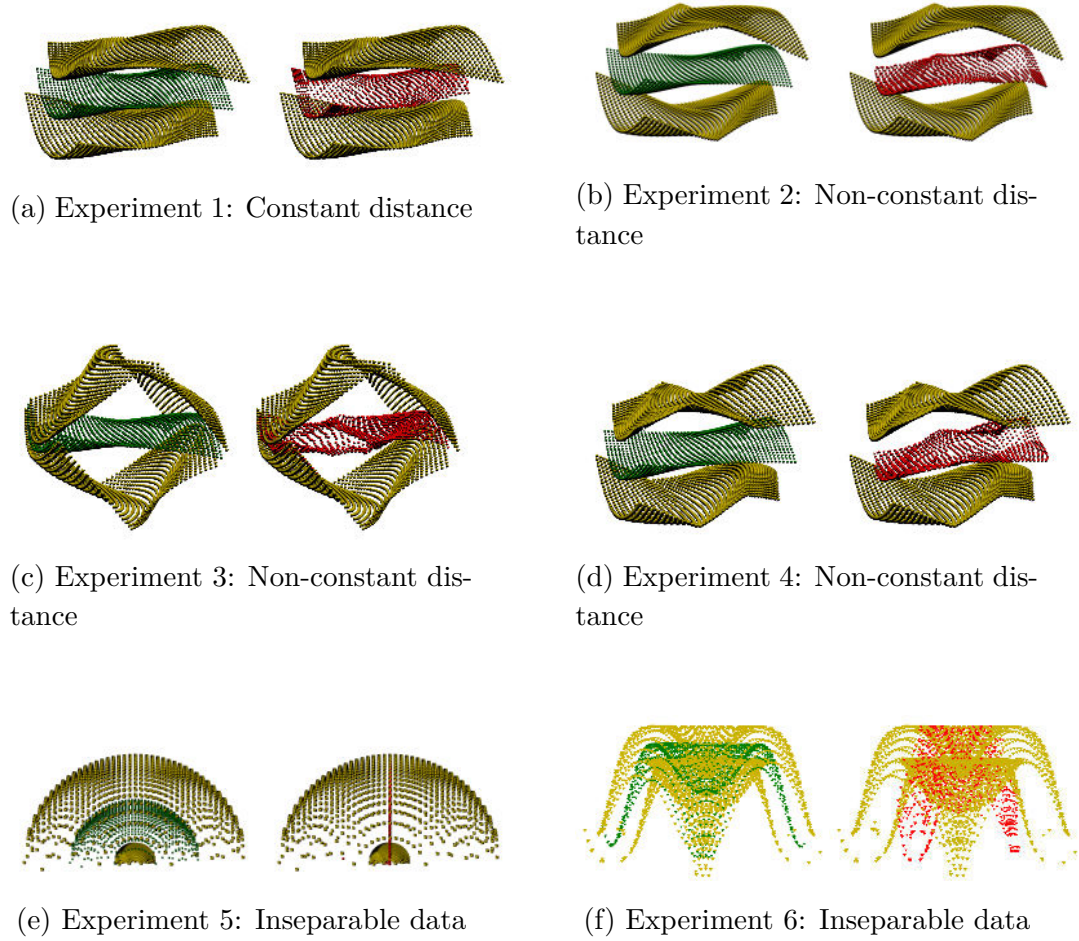 (a) Experiment 1: Constant distance
(b) Experiment 2: Non-constant dis-
tance
(c) Experiment 3: Non-constant dis-
tance
(d) Experiment 4: Non-constant dis-
tance
(e) Experiment 5: Inseparable data
(f) Experiment 6: Inseparable data